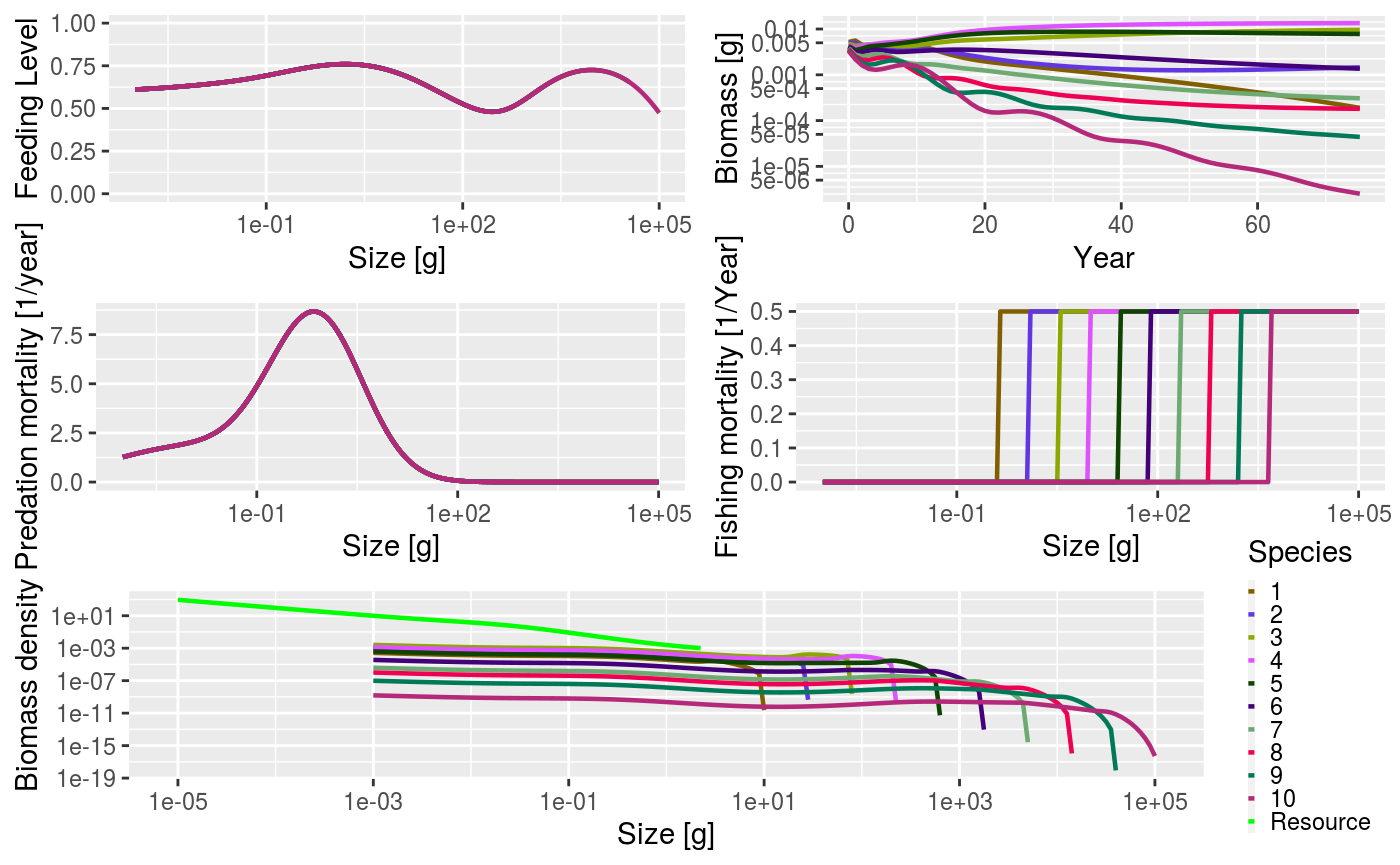 Feeding Level
1.00
0.75
0.50
0.25
0.00
1e-01
1e+02
1e+05
Size [g]
Biomass [g]
0.01
0.005
0.001
5e-04
1e-04
5e-05
1e-05
5e-06
0
20
40
60
Year
Predation mortality [1/year]
7.5
5.0
2.5
0.0
1e-01
1e+02
1e+05
Size [g]
Fishing mortality [1/Year]
0.5
0.4
0.3
0.2
0.1
0.0
1e-01
1e+02
1e+05
Size [g]
Biomass density
1e+01
1e-03
1e-07
1e-11
1e-15
1e-19
1e-05
1e-03
1e-01
1e+01
1e+03
1e+05
Size [g]
Species
1
2
3
4
5
6
7
8
9
10
Resource